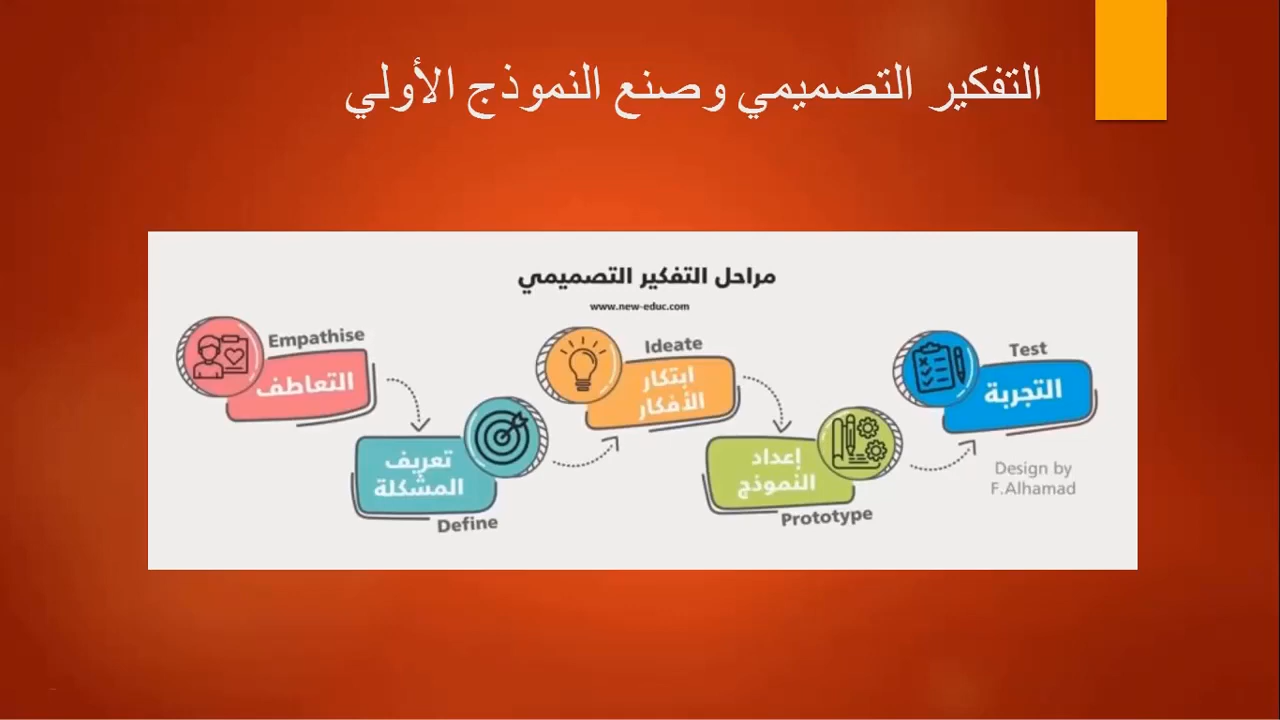 التفكير التصميمي وصنع النموذج الأولي
مراحل التفكير التصميمي
www.new-educ.com
Empathise
التعاطف
تعريف
المشكلة
Define
Ideate
ابتكار
الأفكار
إعداد
النموذج
Prototype
Test
التجربة
Design by
F.Alhamad